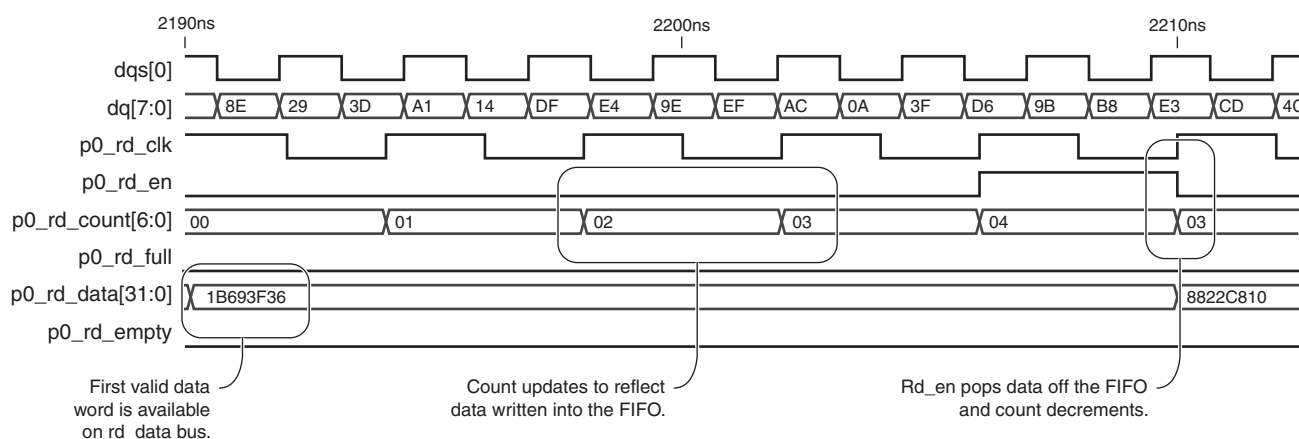 2190ns 2200ns 2210ns
dqs[0]
dq[7:0] 8E 29 3D A1 14 DF E4 9E EF AC 0A 3F D6 9B B8 E3 CD
p0_rd_clk
p0_rd_en
p0_rd_count[6:0] 00 01 02 03 04 03
p0_rd_full
p0_rd_data[31:0] 1B693F36 8822C810
p0_rd_empty
First valid data
word is available
on rd data bus.
Count updates to reflect
data written into the FIFO.
Rd_en pops data off the FIFO
and count decrements.